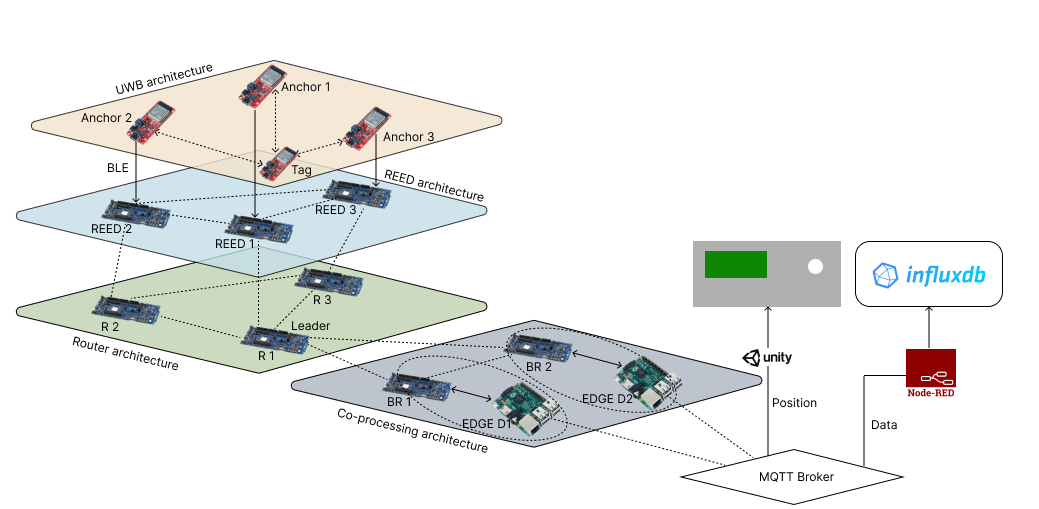 UWB architecture
Anchor 1
Anchor 2
Anchor 3
Tag
BLE
REED architecture
REED 3
REED 2
REED 1
R 3
R 2
Leader
R 1
Router architecture
BR 2
BR 1
EDGE D2
EDGE D1
Co-processing architecture
influxdb
unity
Node-RED
Position
Data
MQTT Broker